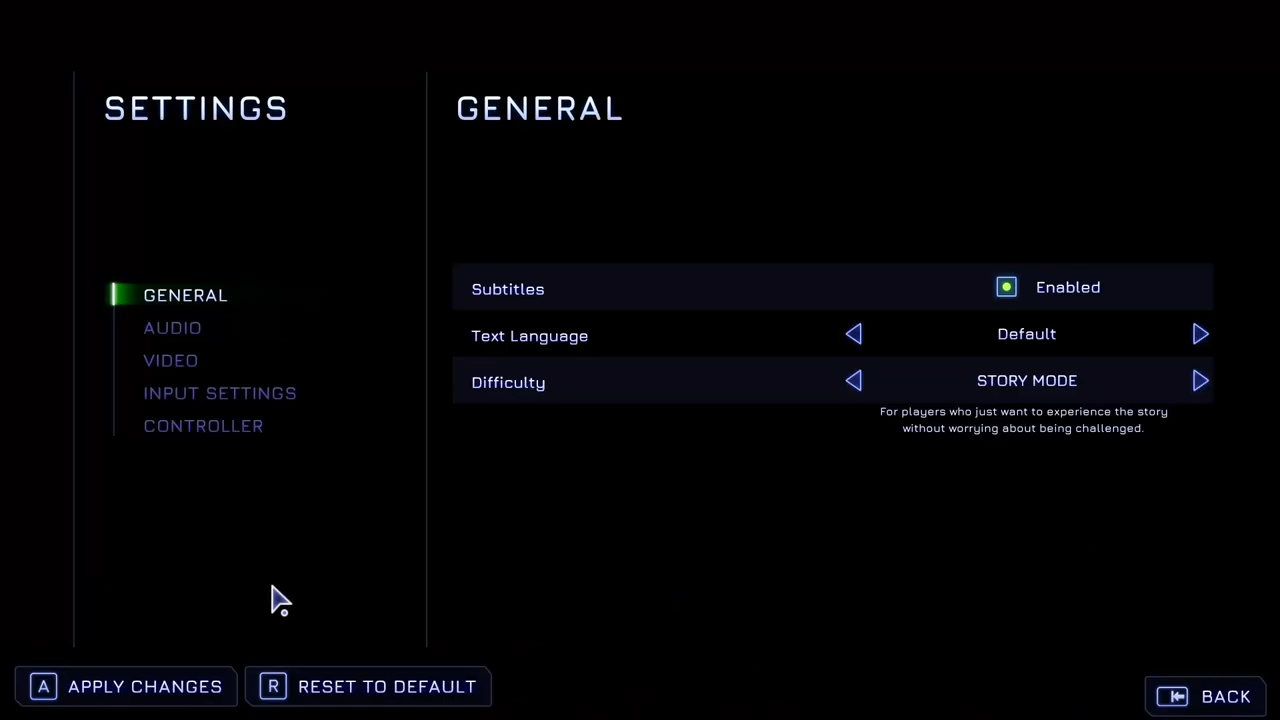 SETTINGS
GENERAL
GENERAL
AUDIO
VIDEO
INPUT SETTINGS
CONTROLLER
Subtitles
Enabled
Text Language
Default
Difficulty
STORY MODE
For players who just want to experience the story
without worrying about being challenged.
A APPLY CHANGES
R RESET TO DEFAULT
BACK